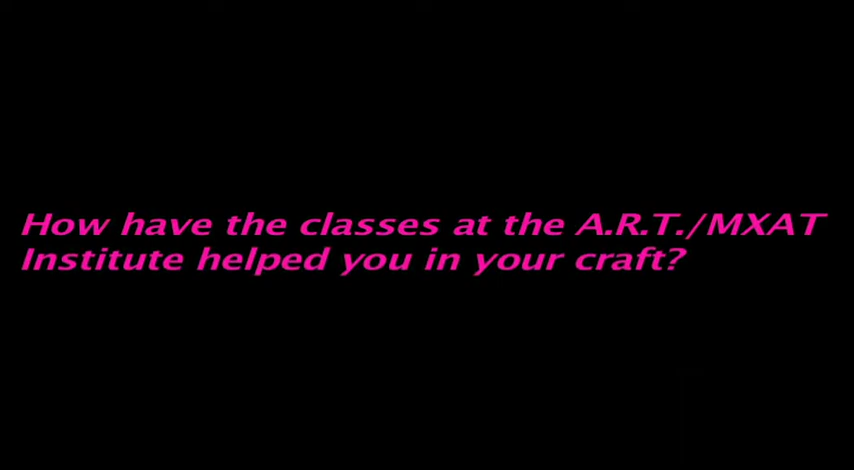 How have the classes at the A.R.T./MXAT
Institute helped you in your craft?